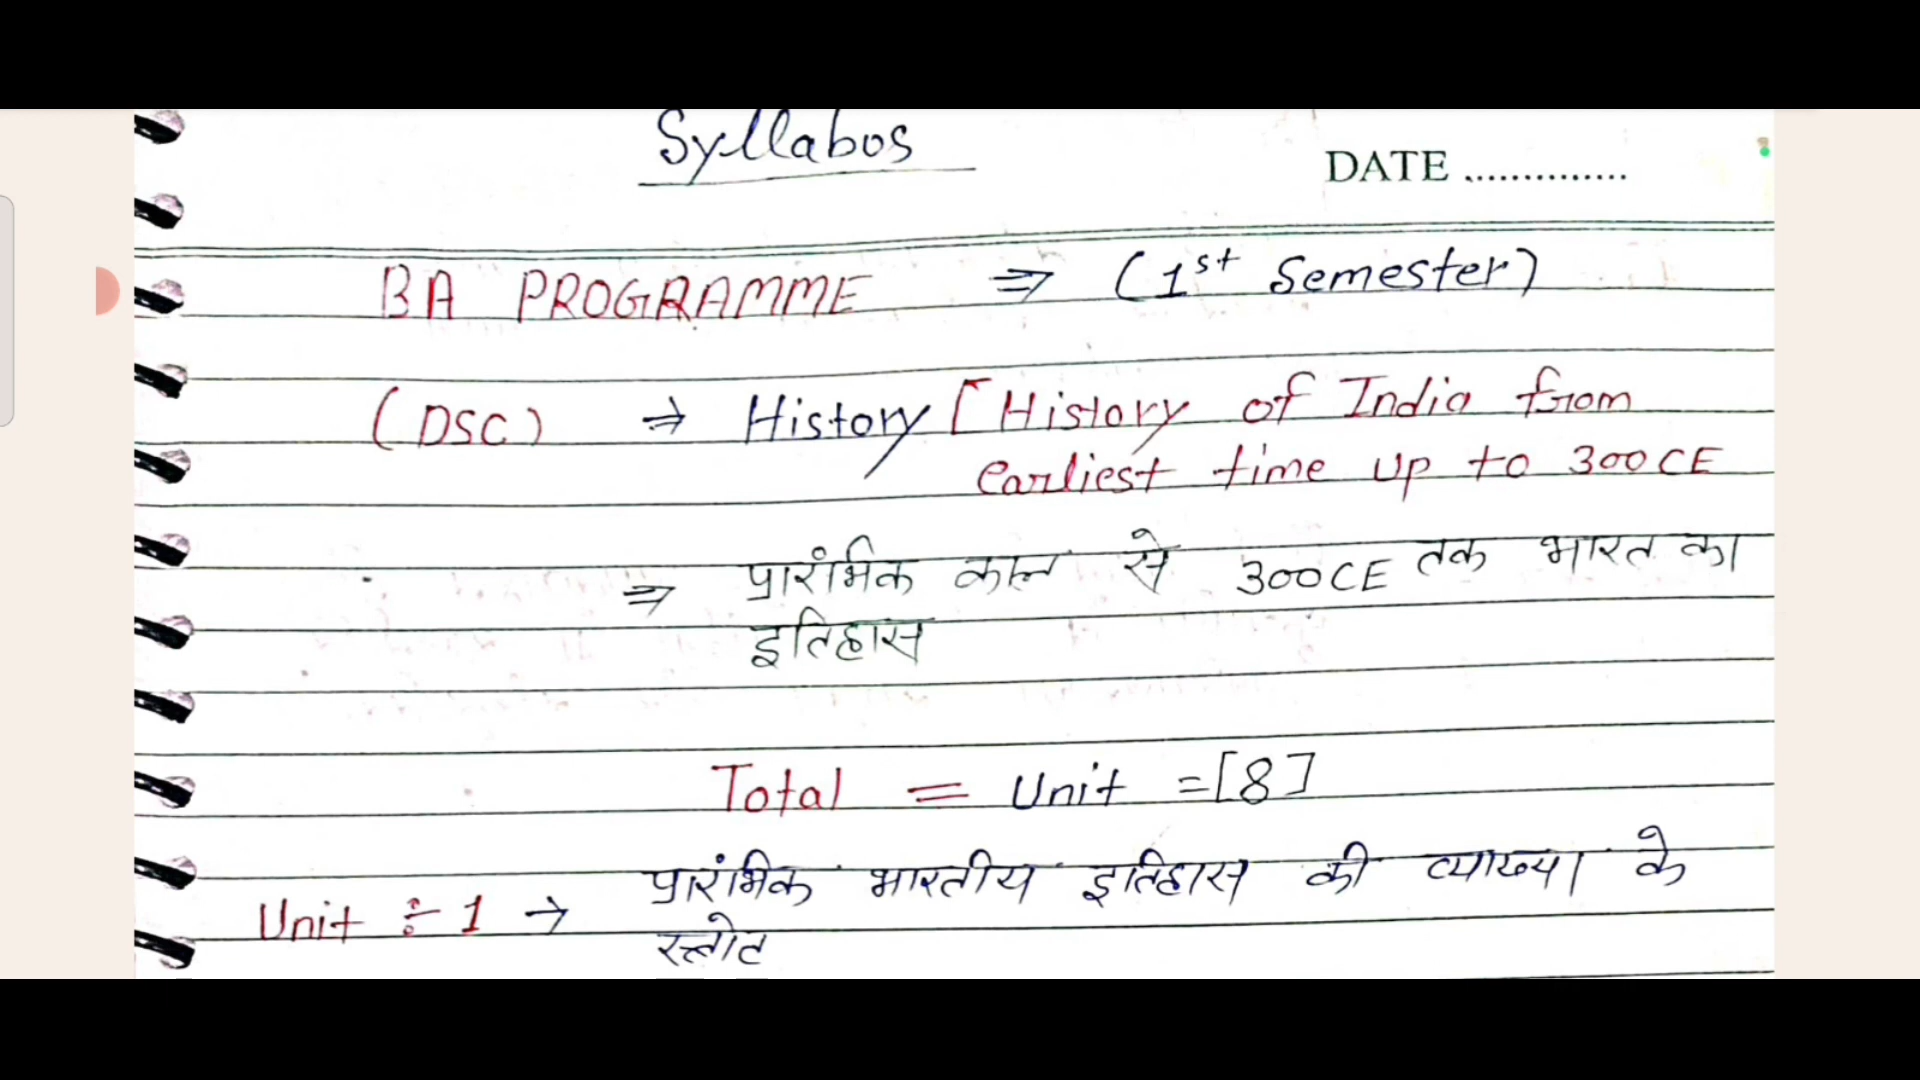 Syllabos
DATE ..............
BA PROGRAMME ⇒ (1st Semester)
(DSC) → History [History of India from
earliest time up to 300CE
⇒ प्रारंभिक काल से 300CE तक भारत का
इतिहास
Total = Unit = [8]
Unit ÷ 1 → प्रारंभिक भारतीय इतिहास की व्याख्या के